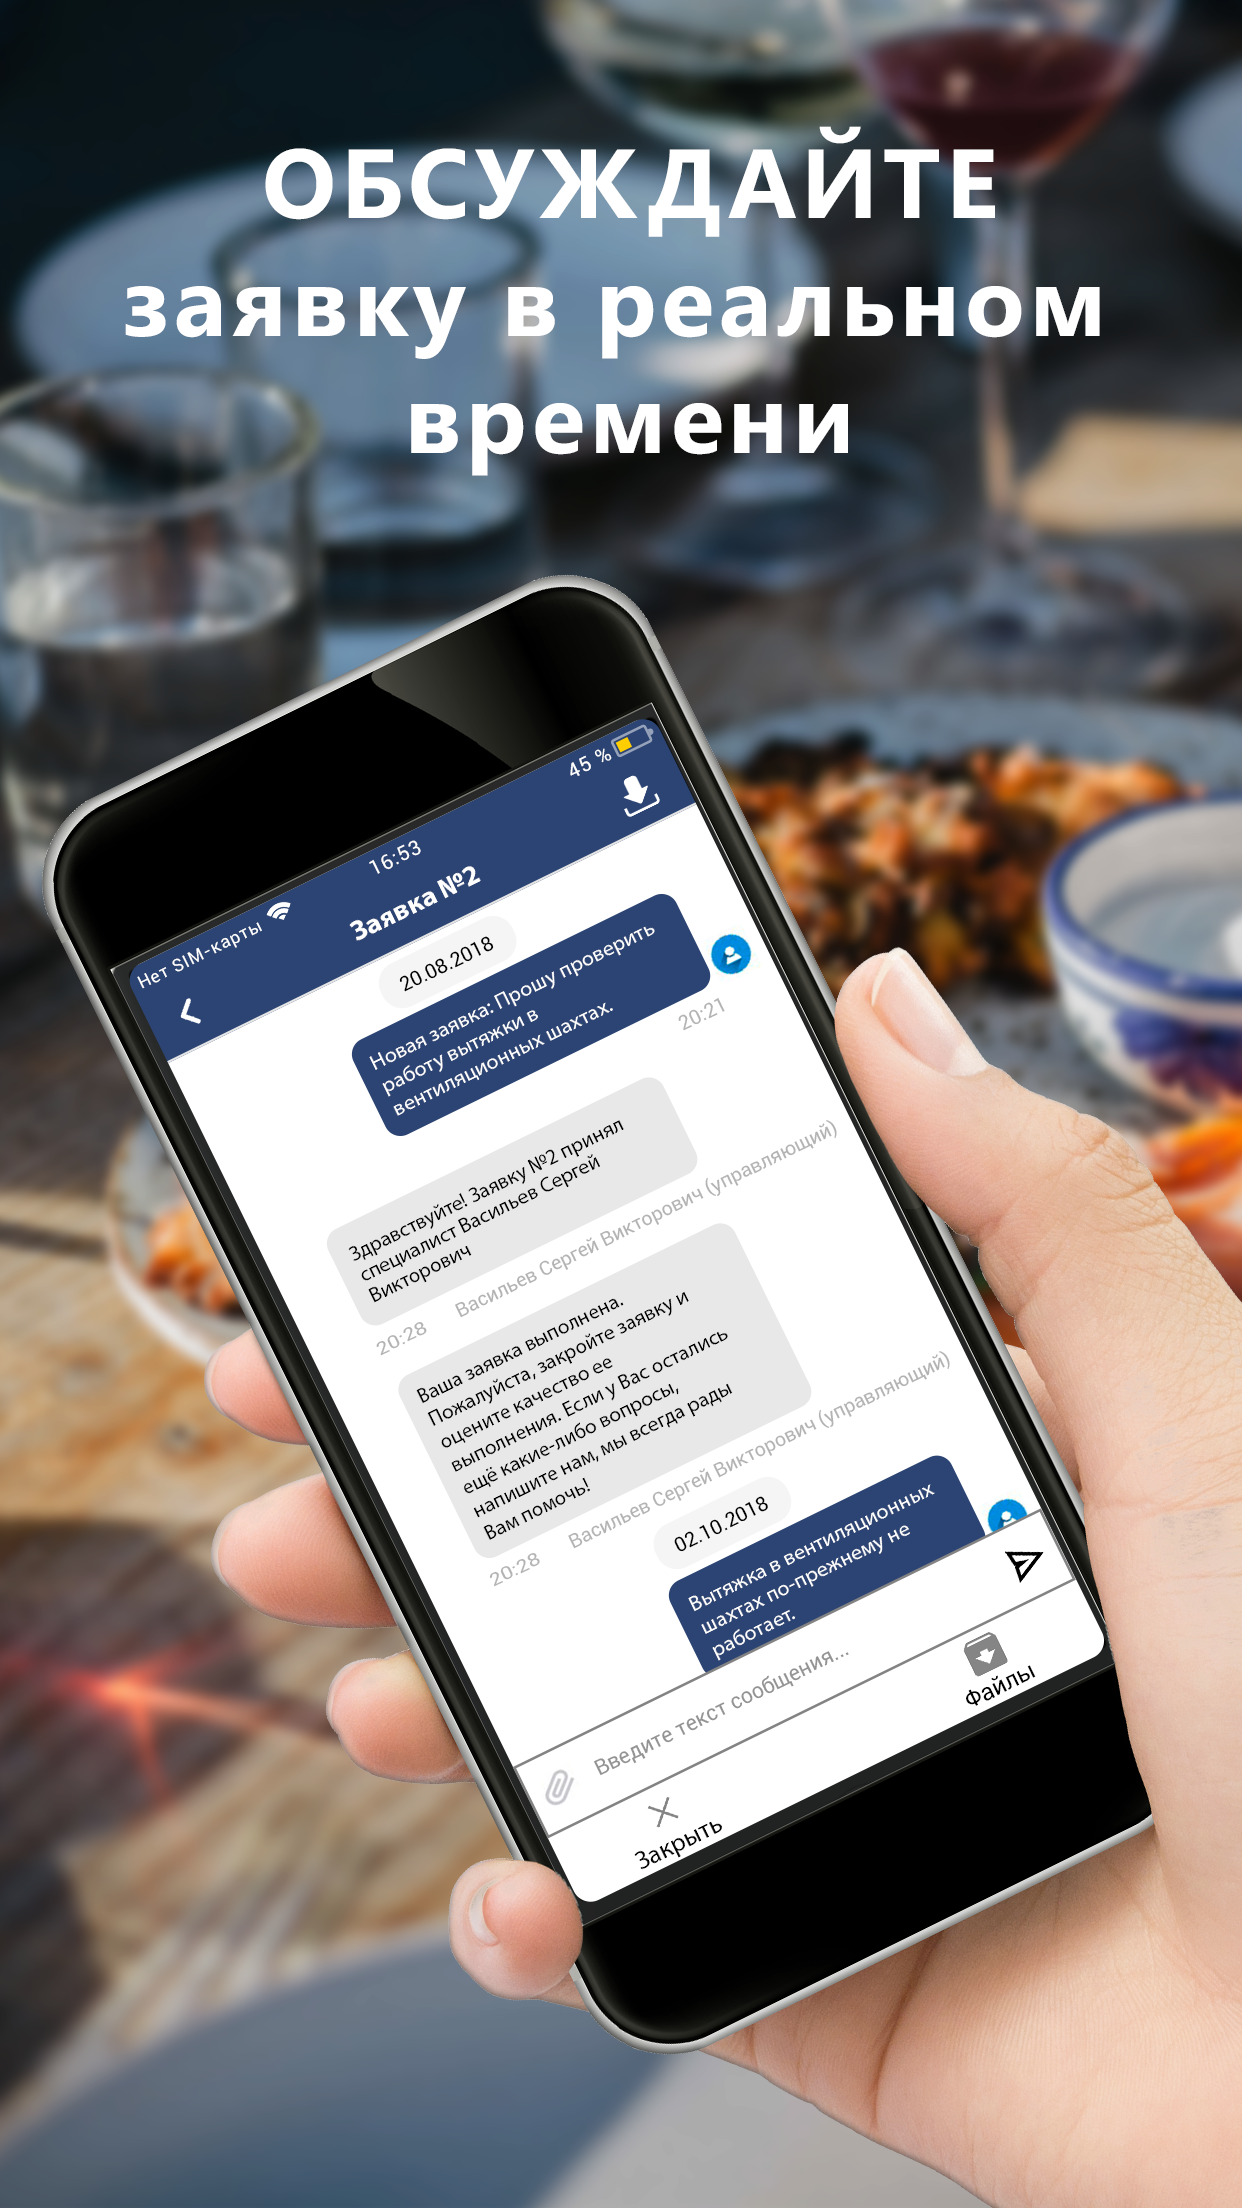 ОБСУЖДАЙТЕ
заявку в реальном
времени
Нет SIM-карты
16:53
45 %
Заявка №2
20.08.2018
Новая заявка: Прошу проверить
работу вытяжки в
вентиляционных шахтах.
20:21
Здравствуйте! Заявку №2 принял
специалист Васильев Сергей
Викторович
20:28 Васильев Сергей Викторович (управляющий)
Ваша заявка выполнена.
Пожалуйста, закройте заявку и
оцените качество ее
выполнения. Если у Вас остались
ещё какие-либо вопросы,
напишите нам, мы всегда рады
Вам помочь!
20:28 Васильев Сергей Викторович (управляющий)
02.10.2018
Вытяжка в вентиляционных
шахтах по-прежнему не
работает.
Введите текст сообщения...
Закрыть
Файлы